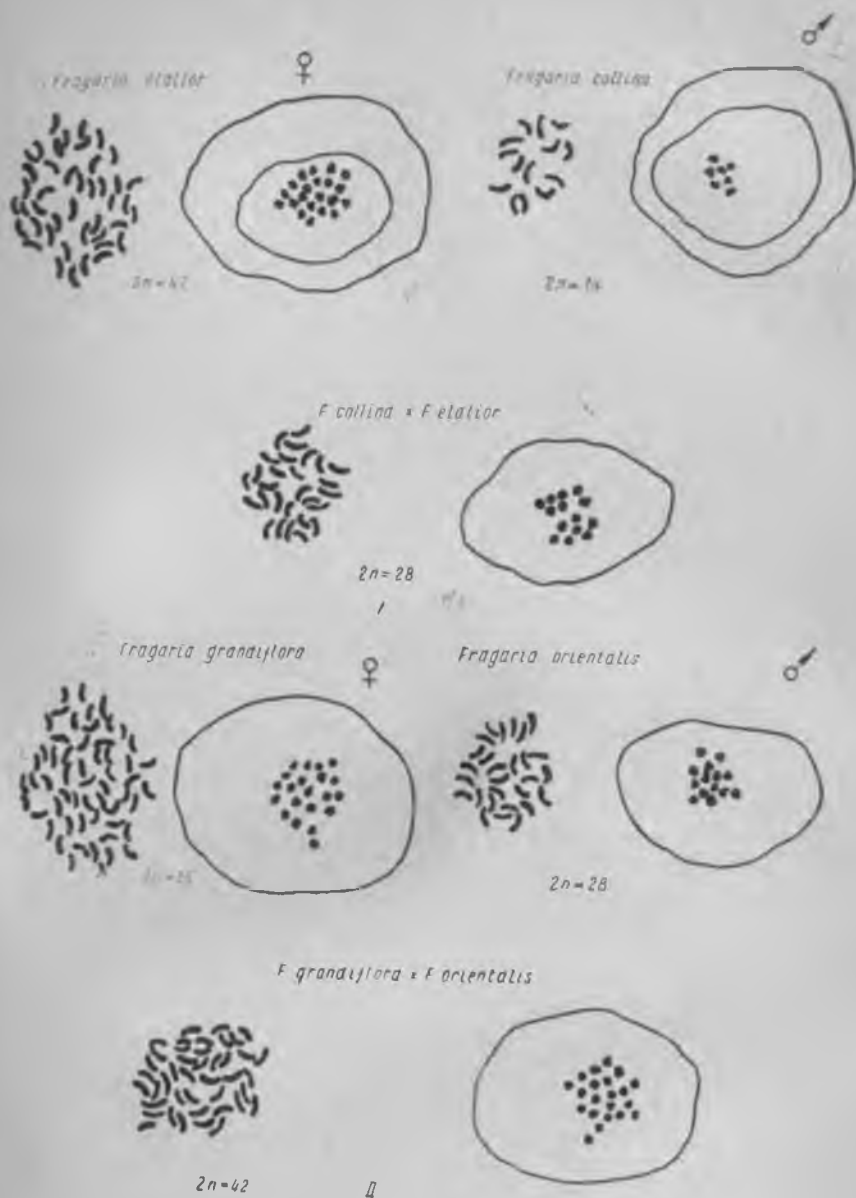 ♀ ♂
Fragaria elatior Fragaria collina
2n=42 2n=14
F collina × F elatior
2n=28
I
Fragaria grandiflora ♀ Fragaria orientalis ♂
2n=28
F grandiflora × F orientalis
2n=42 II